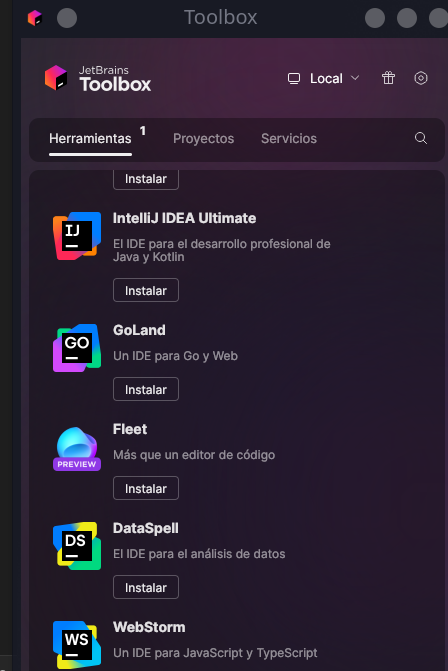 Toolbox
JetBrains
Toolbox
Local
Herramientas 1
Proyectos
Servicios
Instalar
IJ
IntelliJ IDEA Ultimate
El IDE para el desarrollo profesional de
Java y Kotlin
Instalar
GO
GoLand
Un IDE para Go y Web
Instalar
PREVIEW
Fleet
Más que un editor de código
Instalar
DS
DataSpell
El IDE para el análisis de datos
Instalar
WS
WebStorm
Un IDE para JavaScript y TypeScript